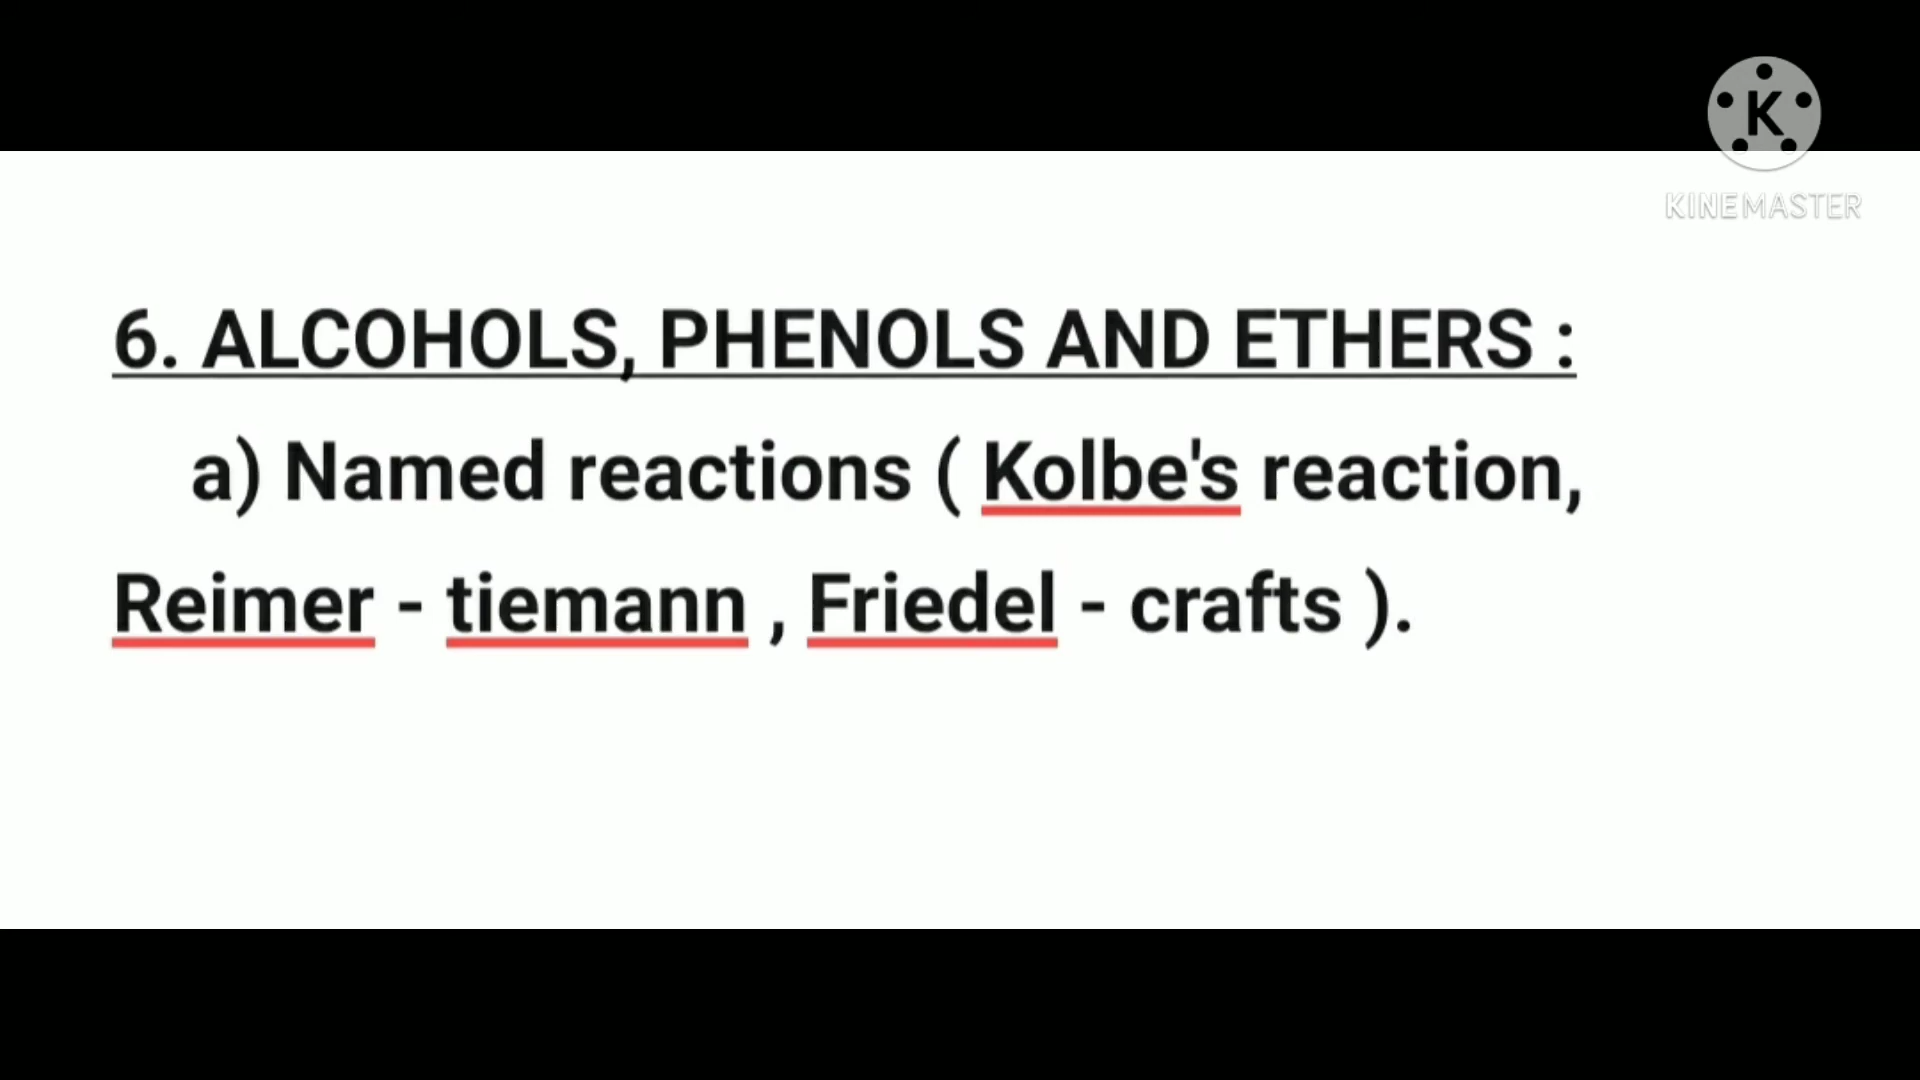 K
KINEMASTER
6. ALCOHOLS, PHENOLS AND ETHERS :
a) Named reactions ( Kolbe's reaction,
Reimer - tiemann , Friedel - crafts ).